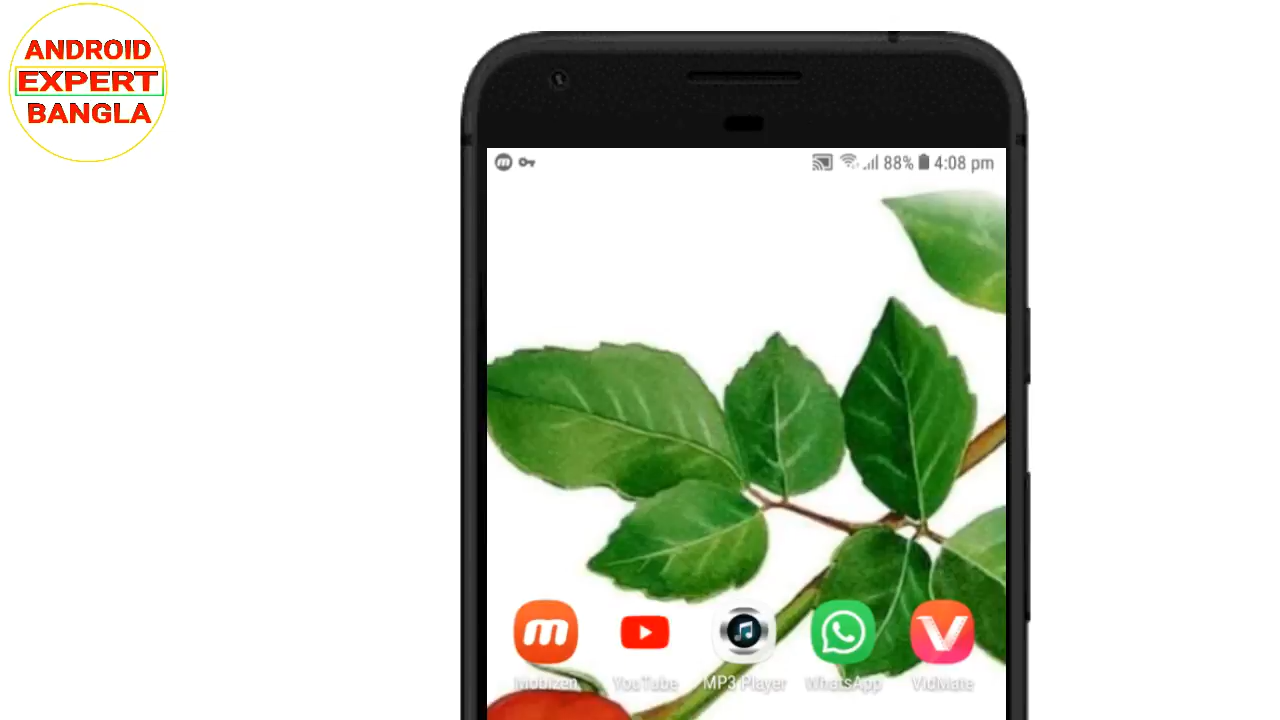 ANDROID
EXPERT
BANGLA
88% 4:08 pm
Mobizen YouTube MP3 Player WhatsApp VidMate